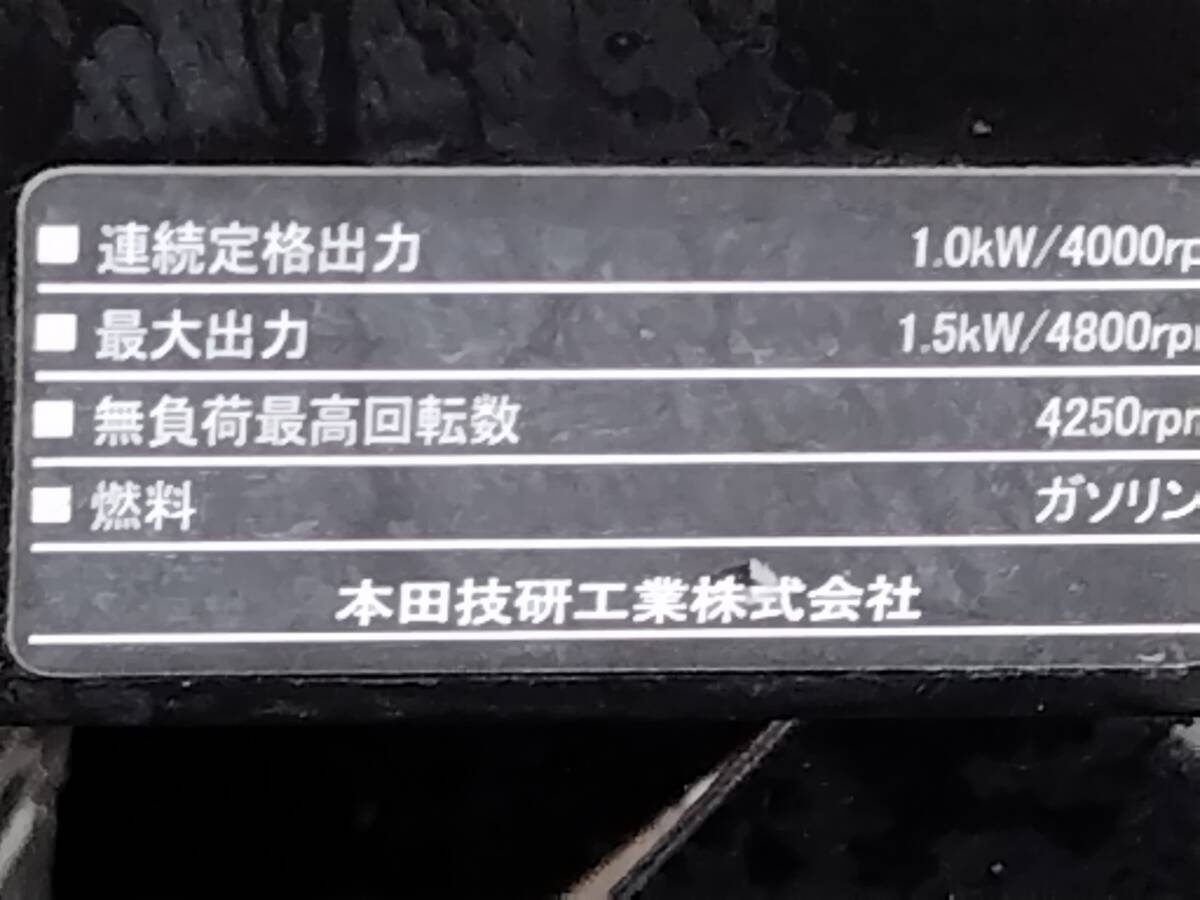 ■ 連続定格出力 1.0kW/4000rp
■ 最大出力 1.5kW/4800rp
■ 無負荷最高回転数 4250rp
■ 燃料 ガソリン
本田技研工業株式会社